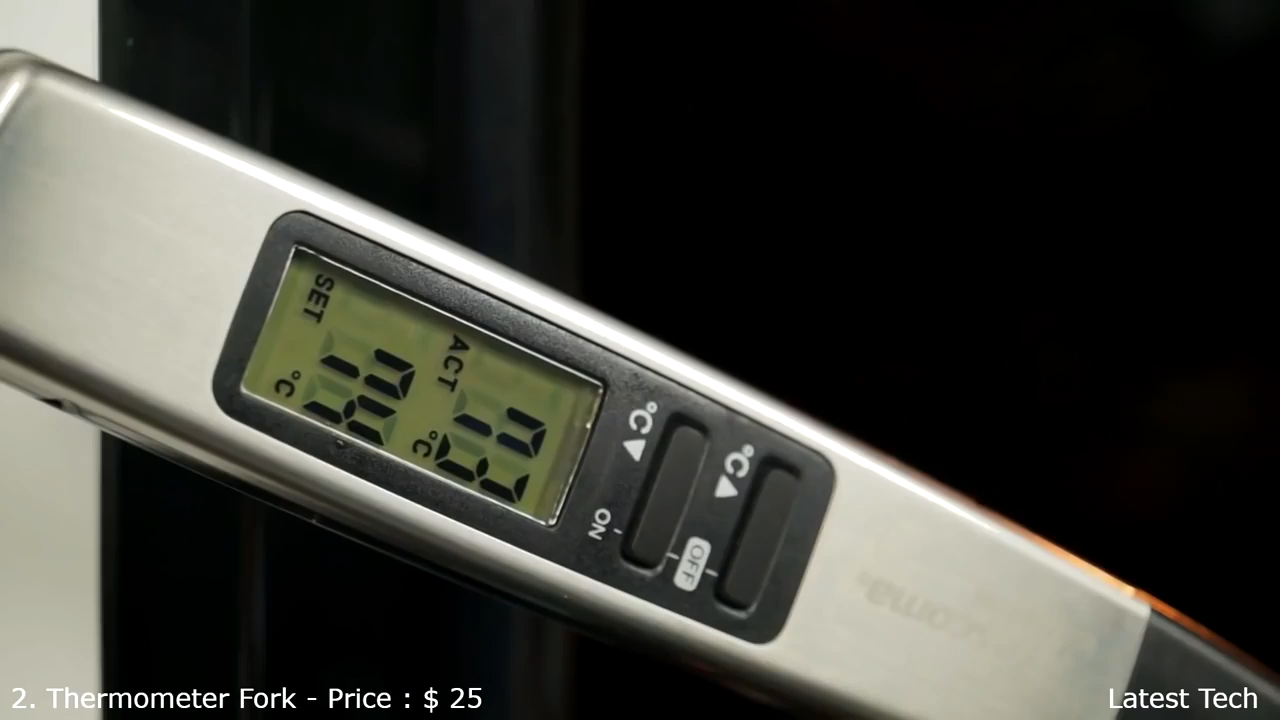 SET
°C
ACT
°C
°C▼
ON
°C▲
OFF
2. Thermometer Fork - Price : $ 25
Latest Tech